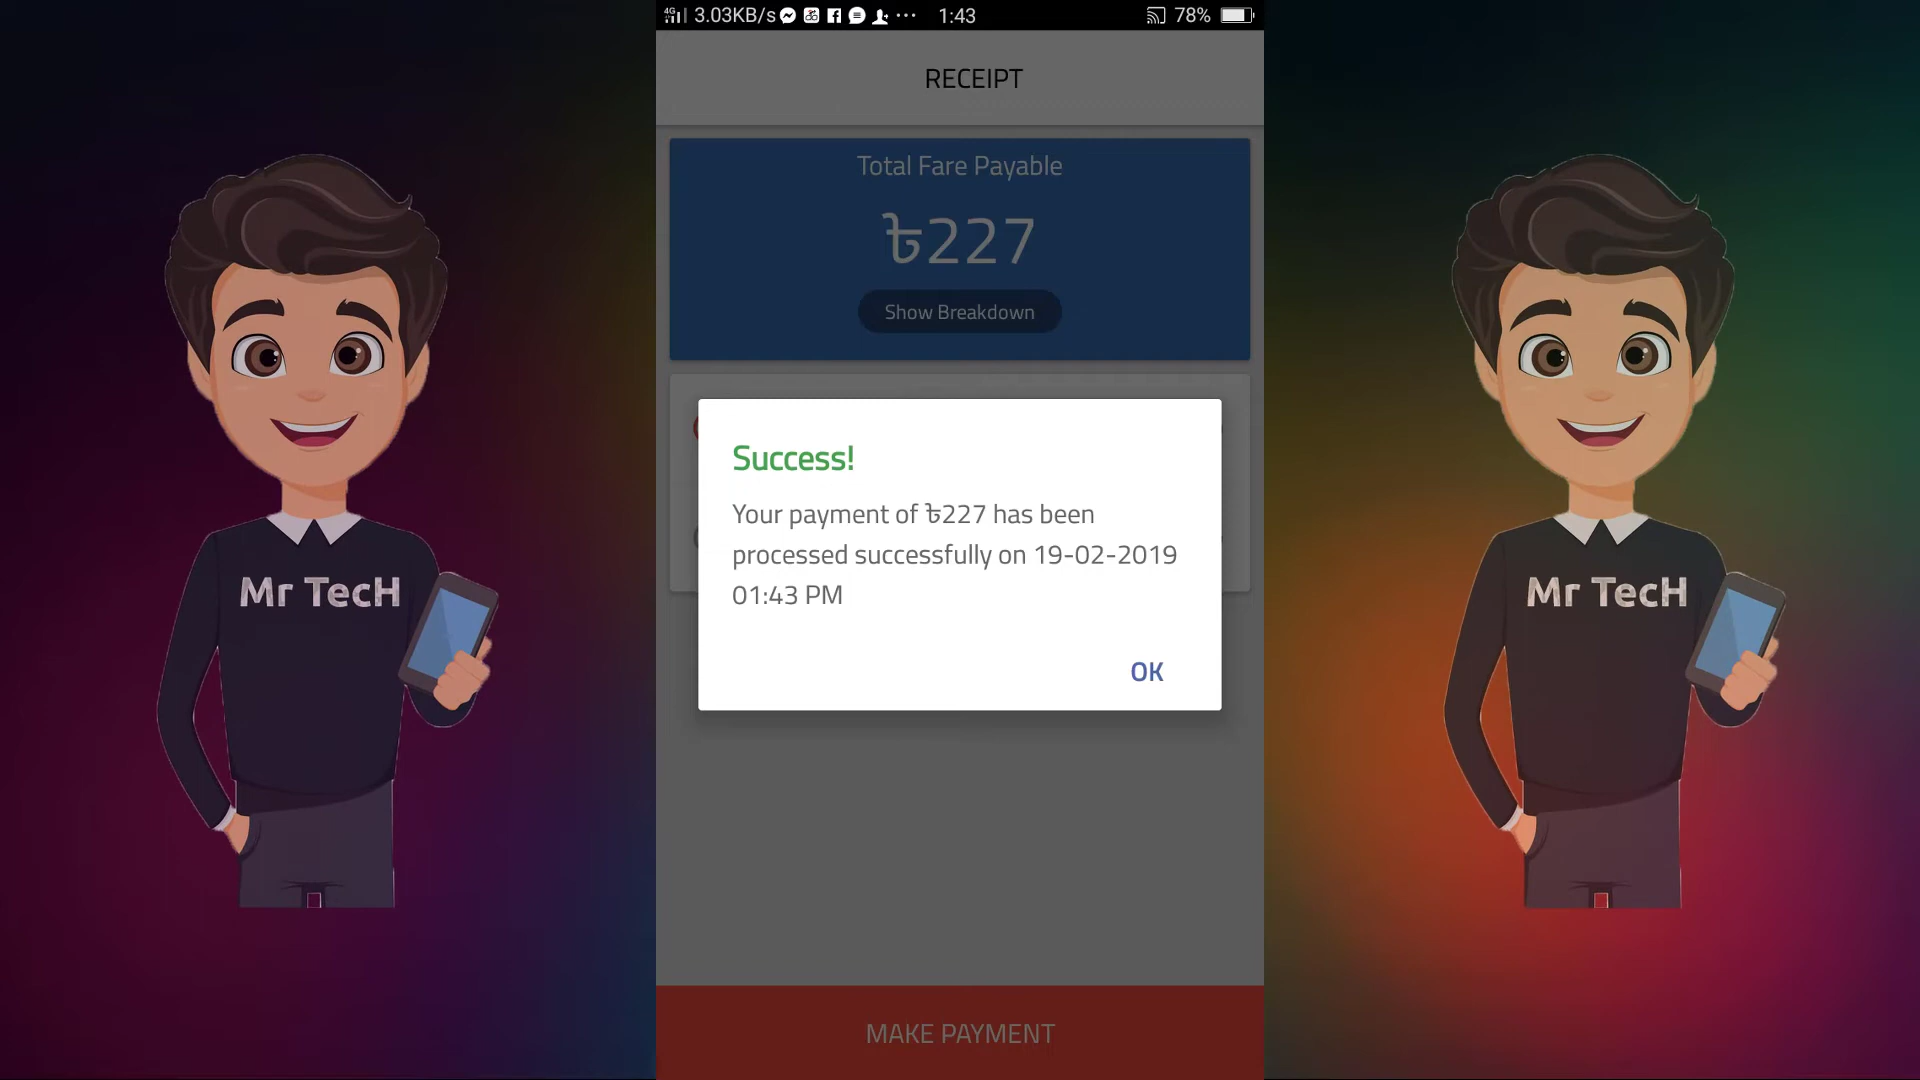 4G 3.03KB/s 1:43 78%
RECEIPT
Total Fare Payable
৳227
Show Breakdown
Success!
Your payment of ৳227 has been
processed successfully on 19-02-2019
01:43 PM
OK
MAKE PAYMENT
Mr TecH
Mr TecH